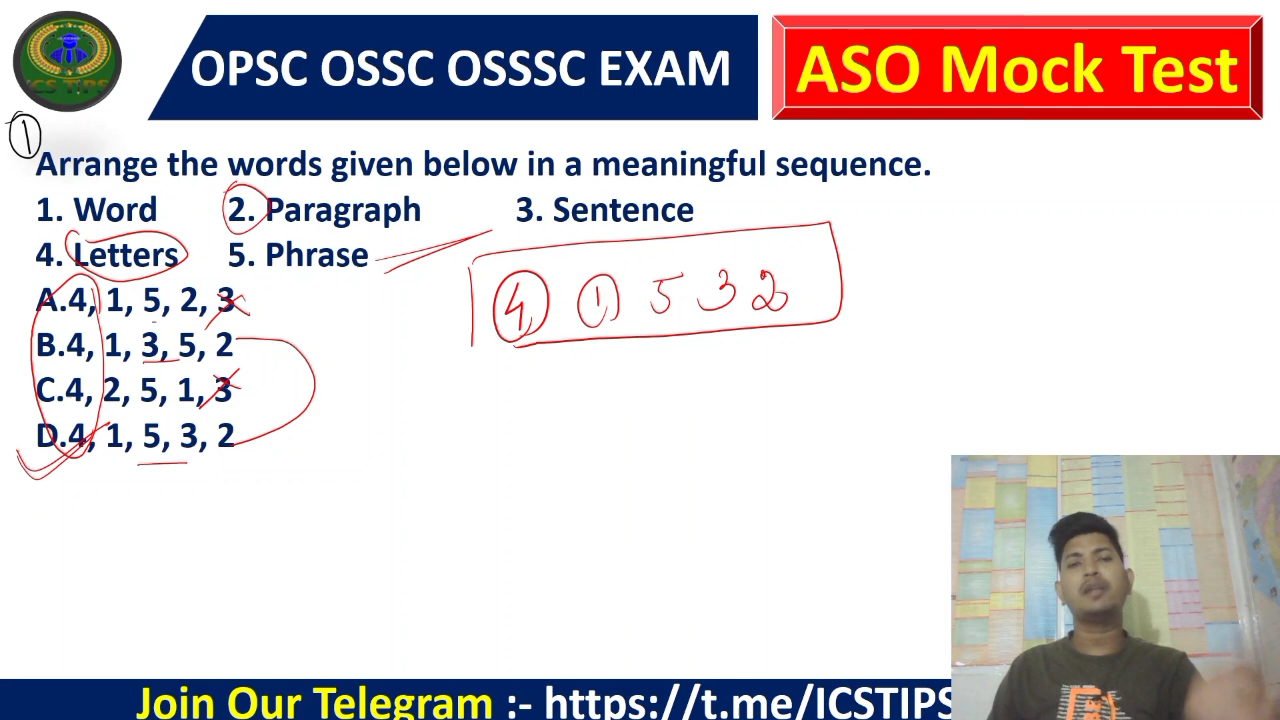 ICS TIPS
OPSC OSSC OSSSC EXAM
ASO Mock Test
1
Arrange the words given below in a meaningful sequence.
1. Word 2. Paragraph 3. Sentence
4. Letters 5. Phrase
4, 1, 5 3 2
A.4, 1, 5, 2, 3
B.4, 1, 3, 5, 2
C.4, 2, 5, 1, 3
D.4, 1, 5, 3, 2
Join Our Telegram :- https://t.me/ICSTIPS